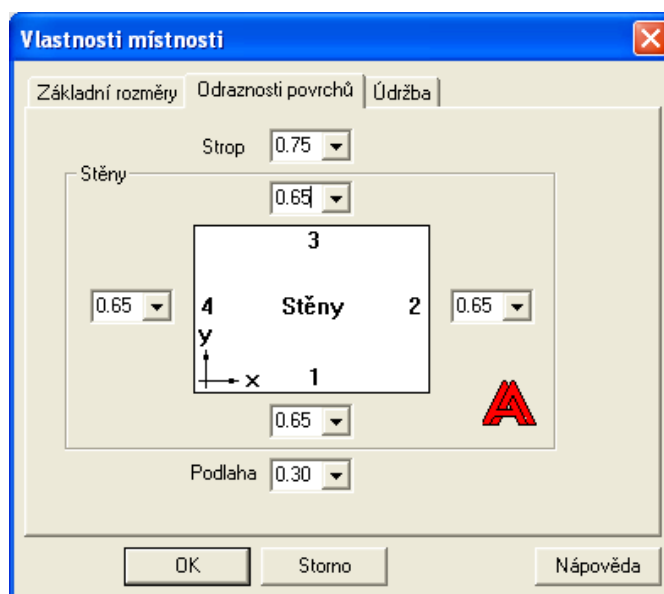 Vlastnosti místnosti
Základní rozměry Odraznosti povrchů Údržba
Strop 0.75
Stěny
0.65
3
0.65 4 Stěny 2 0.65
y
x 1
0.65
Podlaha 0.30
OK Storno Nápověda